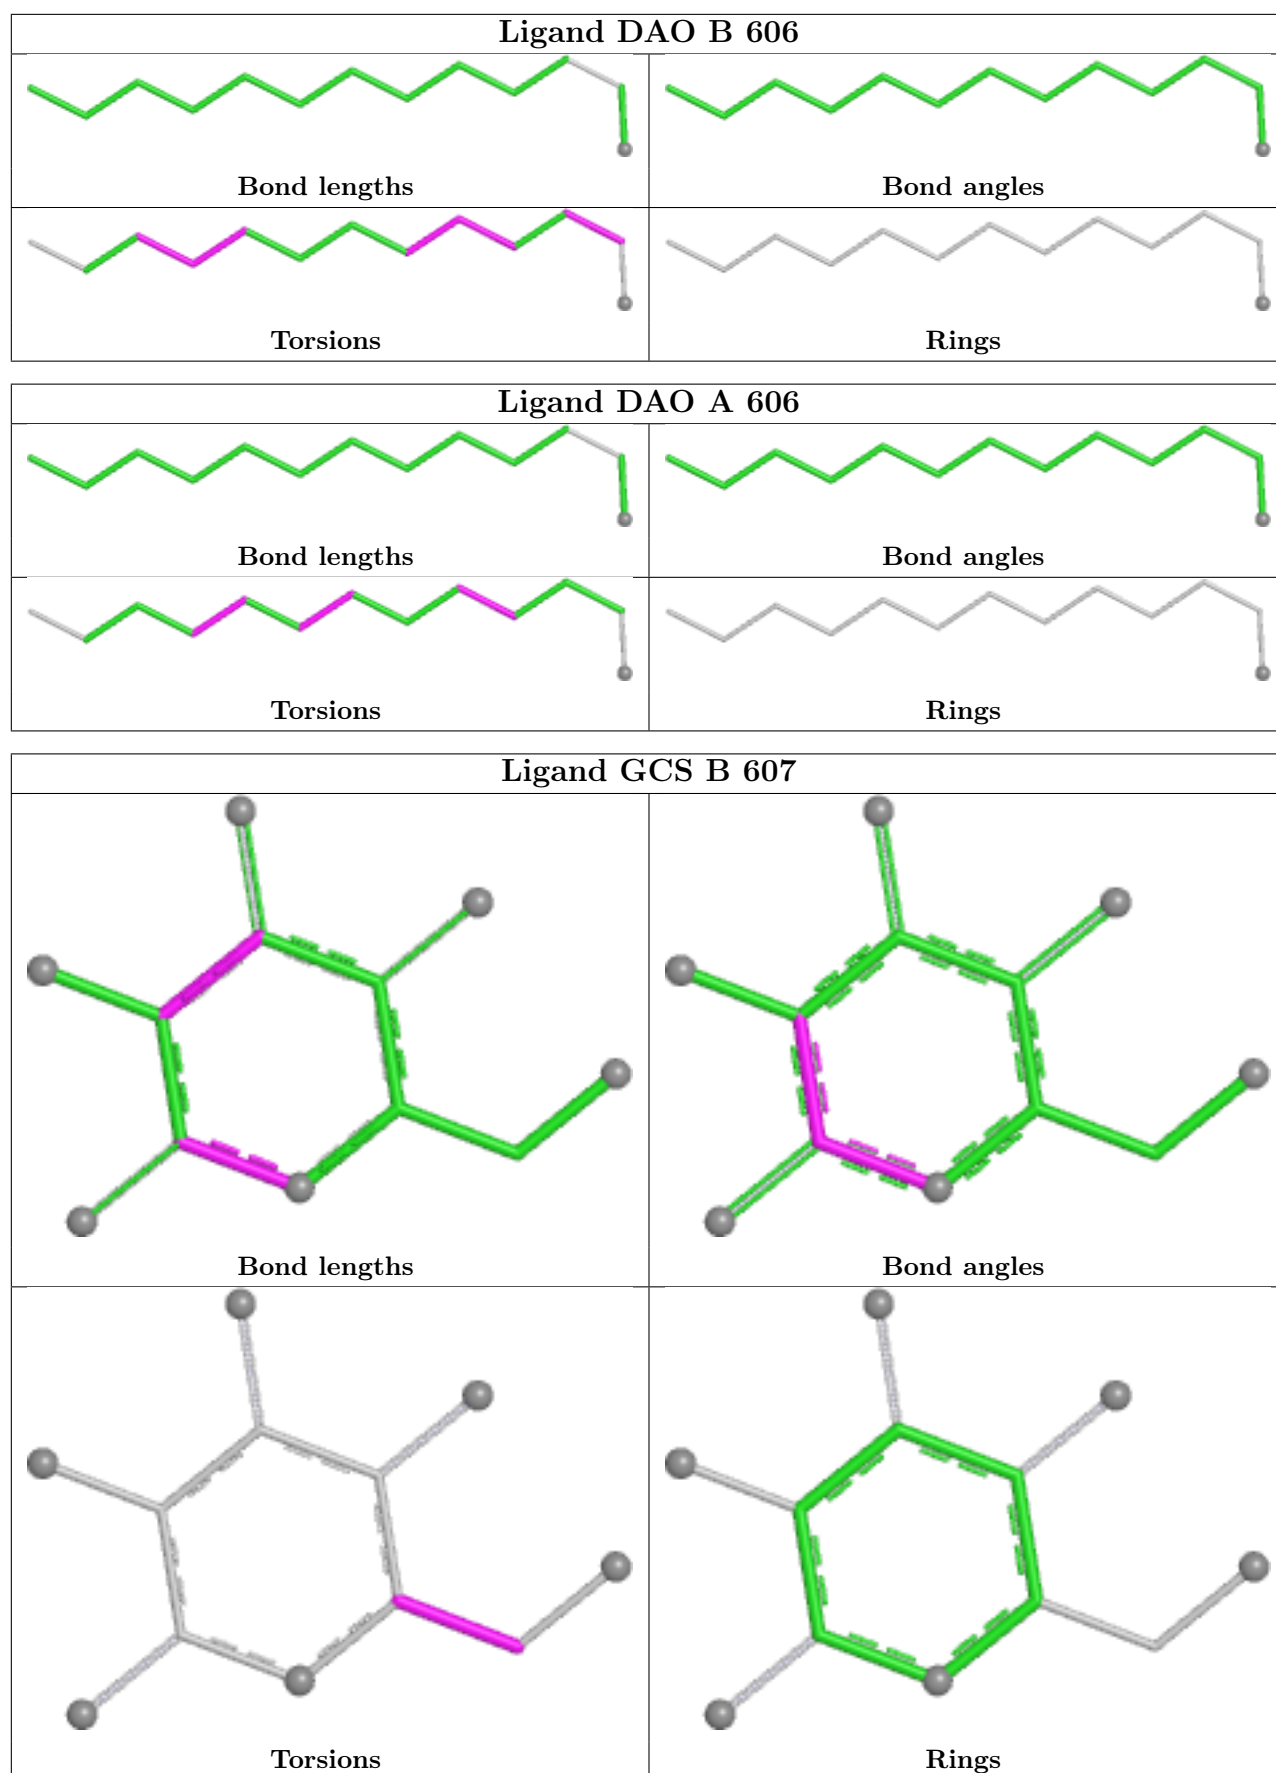 Ligand DAO B 606
Bond lengths
Bond angles
Torsions
Rings
Ligand DAO A 606
Bond lengths
Bond angles
Torsions
Rings
Ligand GCS B 607
Bond lengths
Bond angles
Torsions
Rings